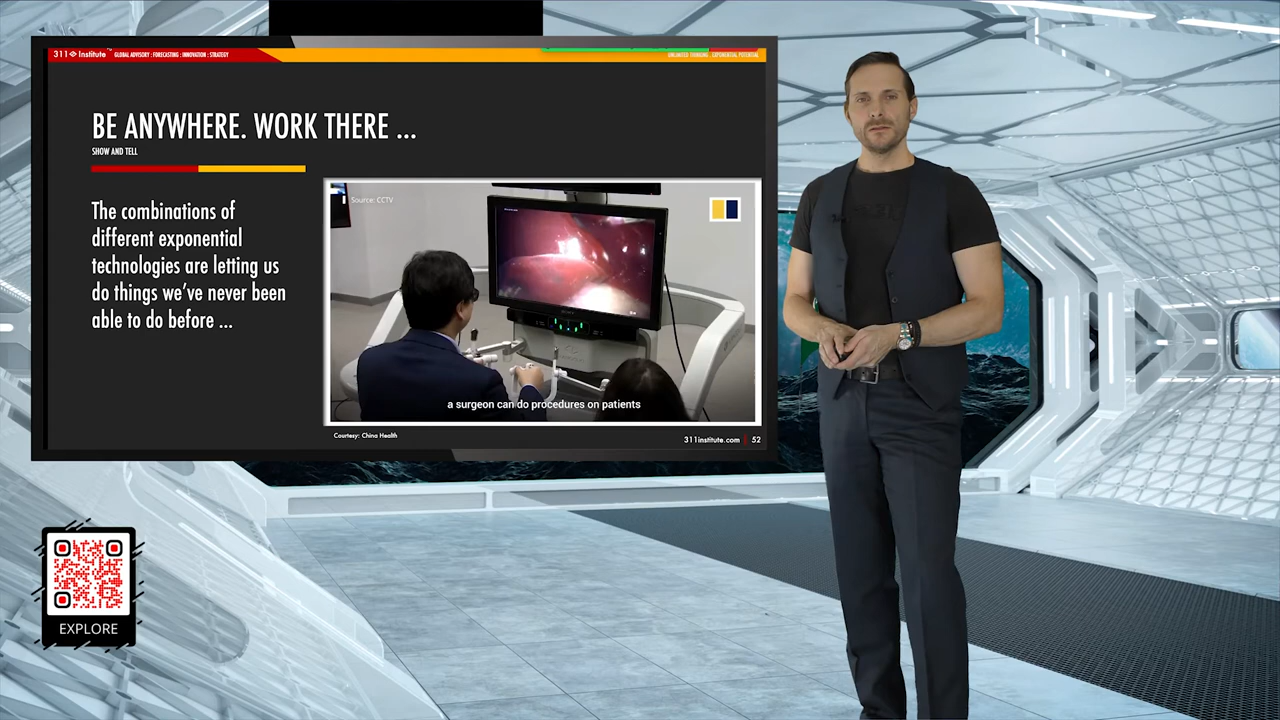 311 Institute
GLOBAL ADVISORY : FORECASTING : INNOVATION : STRATEGY
UNLIMITED THINKING : EXPONENTIAL POTENTIAL
BE ANYWHERE. WORK THERE ...
SHOW AND TELL
The combinations of
different exponential
technologies are letting us
do things we've never been
able to do before ...
Source: CCTV
SONY
a surgeon can do procedures on patients
Courtesy: China Health
311institute.com | 52
EXPLORE